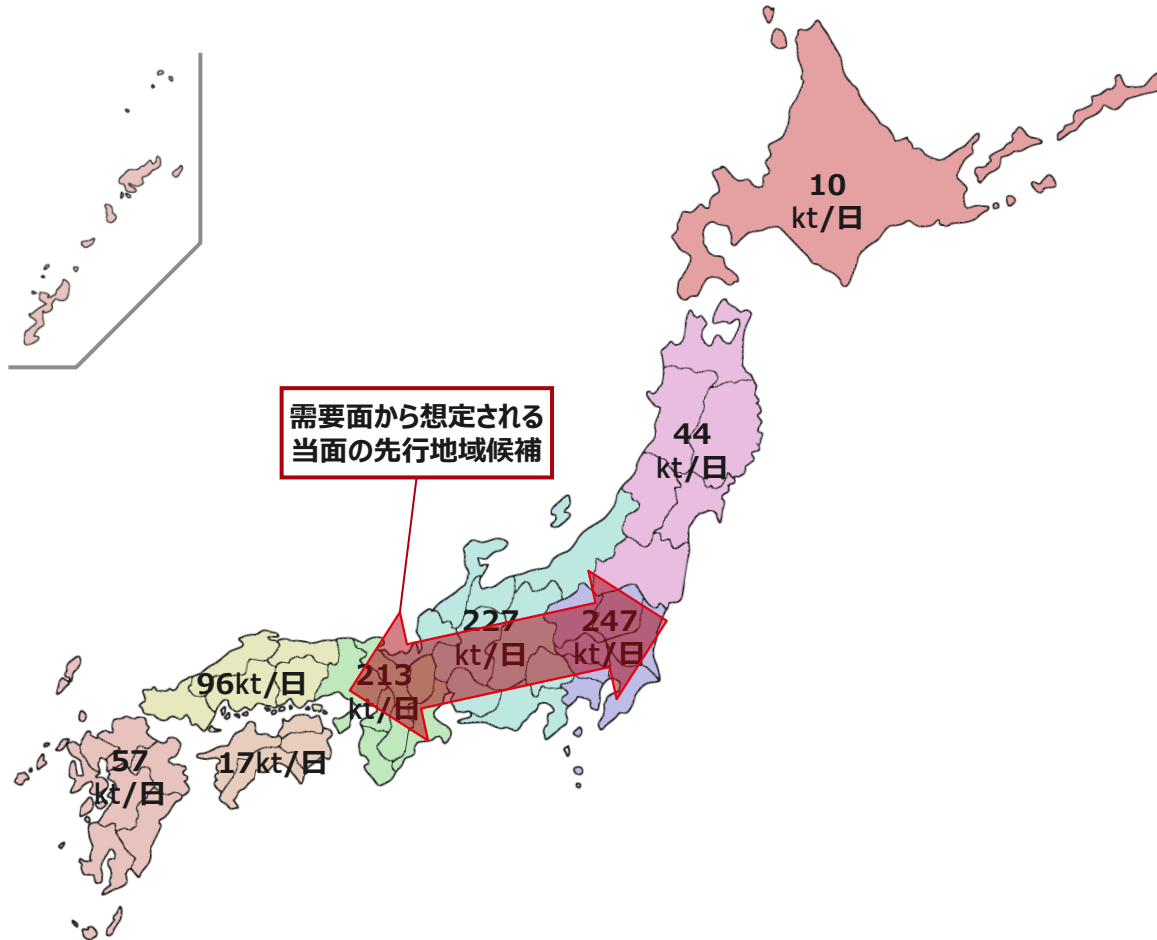 10
kt/日
需要面から想定される
当面の先行地域候補
44
kt/日
227
kt/日
247
kt/日
213
kt/日
96kt/日
17kt/日
57
kt/日